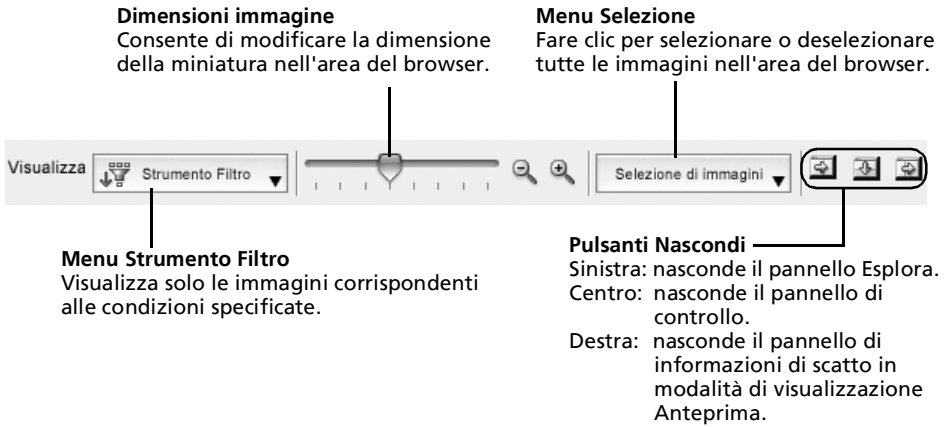 Dimensioni immagine
Consente di modificare la dimensione
della miniatura nell'area del browser.
Menu Selezione
Fare clic per selezionare o deselezionare
tutte le immagini nell'area del browser.
Visualizza
Strumento Filtro
Selezione di immagini
Menu Strumento Filtro
Visualizza solo le immagini corrispondenti
alle condizioni specificate.
Pulsanti Nascondi
Sinistra: nasconde il pannello Esplora.
Centro: nasconde il pannello di
controllo.
Destra: nasconde il pannello di
informazioni di scatto in
modalità di visualizzazione
Anteprima.